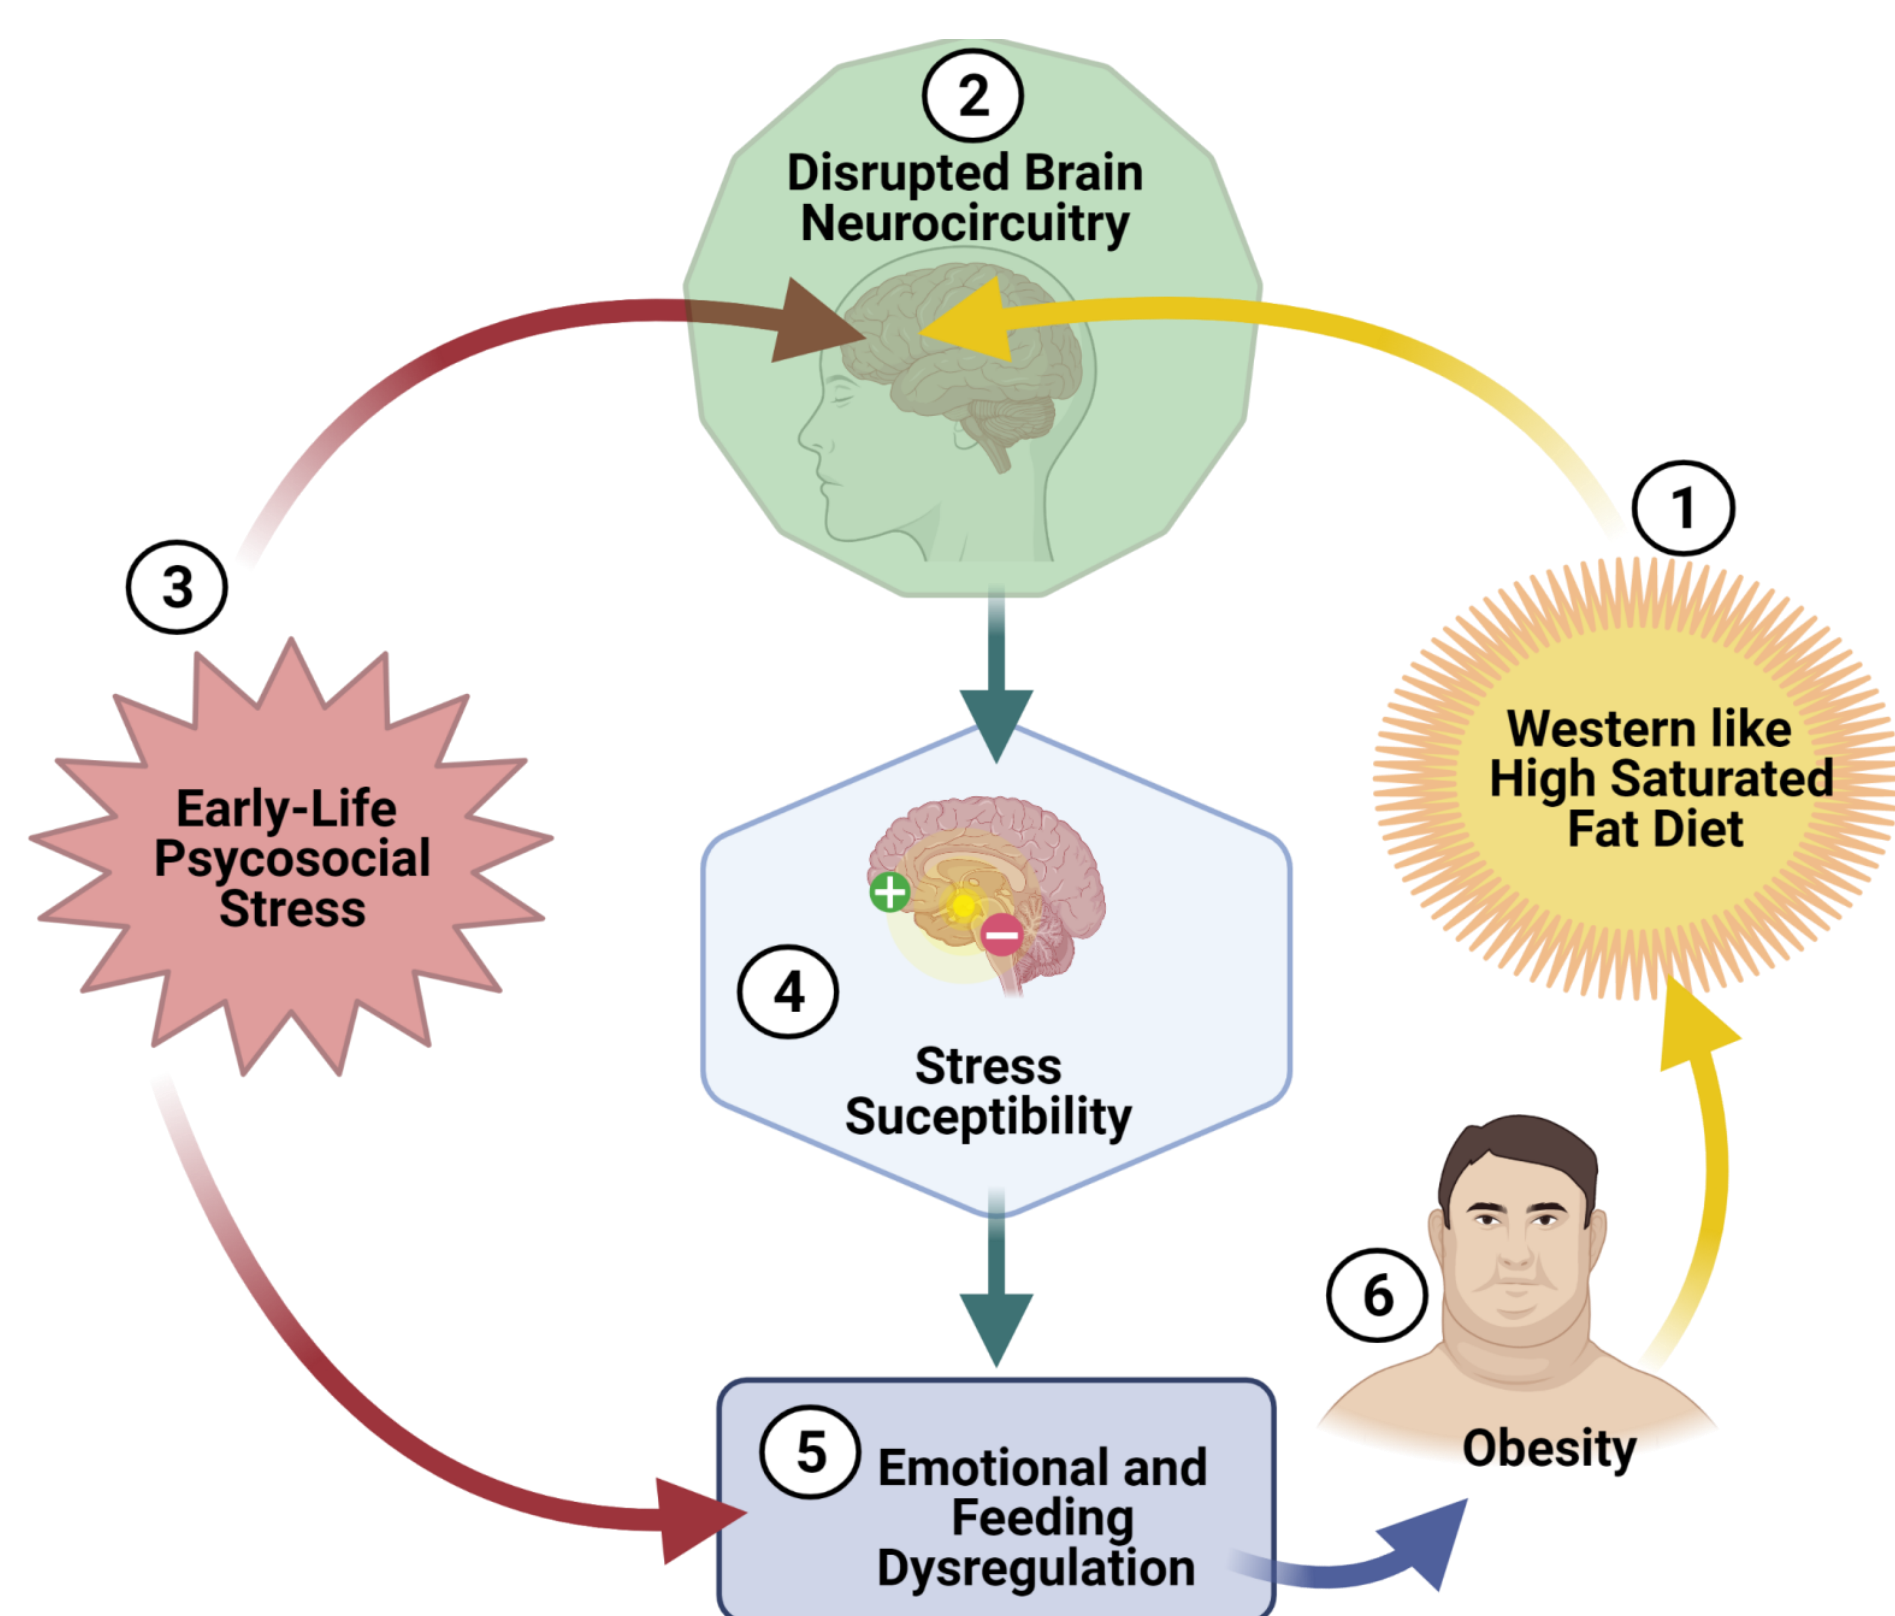 2
Disrupted Brain
Neurocircuitry
1
3
Western like
High Saturated
Fat Diet
Early-Life
Psycosocial
Stress
4
Stress
Suceptibility
6
Obesity
5
Emotional and
Feeding
Dysregulation